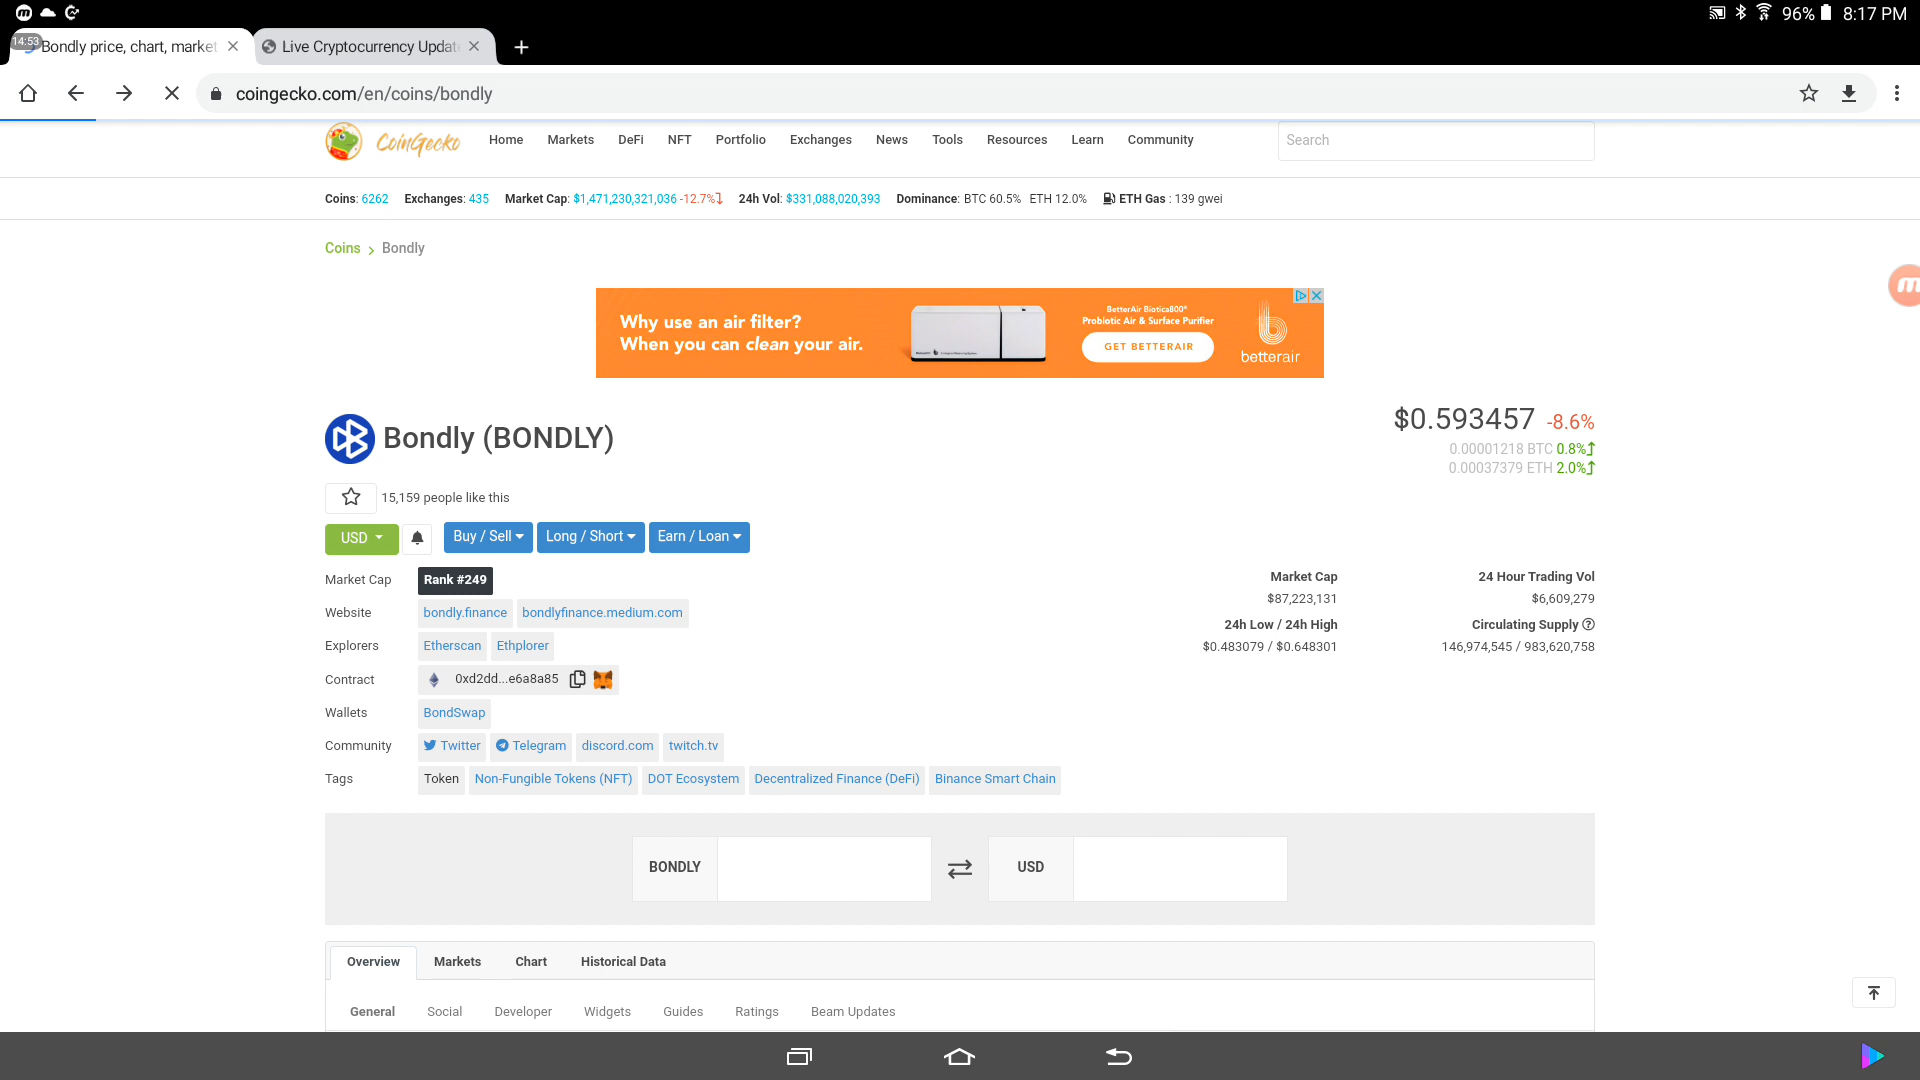 96% 8:17 PM
14:53
Bondly price, chart, market
Live Cryptocurrency Updat
coingecko.com/en/coins/bondly
CoinGecko
Home Markets DeFi NFT Portfolio Exchanges News Tools Resources Learn Community
Search
Coins: 6262 Exchanges: 435 Market Cap: $1,471,230,321,036 -12.7% 24h Vol: $331,088,020,393 Dominance: BTC 60.5% ETH 12.0% ETH Gas : 139 gwei
Coins > Bondly
Why use an air filter?
When you can clean your air.
BetterAir Biotica800°
Probiotic Air & Surface Purifier
GET BETTERAIR
betterair
Bondly (BONDLY)
$0.593457 -8.6%
0.00001218 BTC 0.8%
0.00037379 ETH 2.0%
15,159 people like this
USD
Buy / Sell
Long / Short
Earn / Loan
Market Cap Rank #249
Website bondly.finance bondlyfinance.medium.com
Explorers Etherscan Ethplorer
Contract 0xd2dd...e6a8a85
Wallets BondSwap
Community Twitter Telegram discord.com twitch.tv
Tags Token Non-Fungible Tokens (NFT) DOT Ecosystem Decentralized Finance (DeFi) Binance Smart Chain
Market Cap 24 Hour Trading Vol
$87,223,131 $6,609,279
24h Low / 24h High Circulating Supply
$0.483079 / $0.648301 146,974,545 / 983,620,758
BONDLY USD
Overview Markets Chart Historical Data
General Social Developer Widgets Guides Ratings Beam Updates